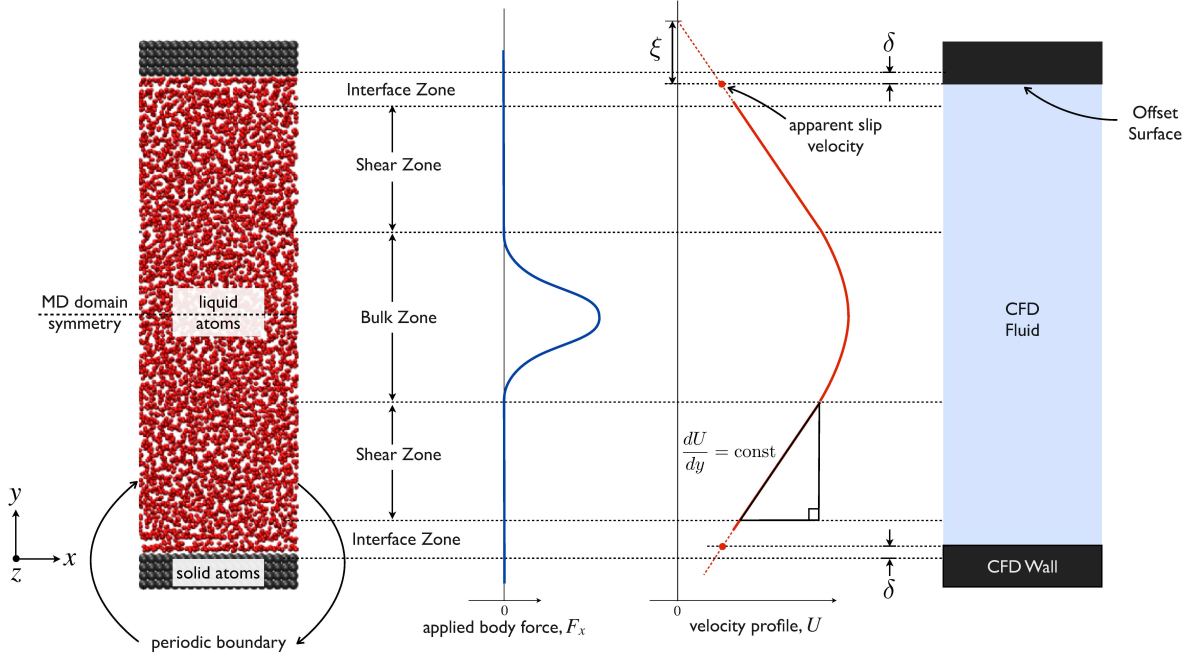 ξ
δ
Interface Zone
apparent slip
velocity
Offset
Surface
Shear Zone
MD domain
symmetry
liquid
atoms
Bulk Zone
CFD
Fluid
dU/dy = const
Shear Zone
y
x
z
Interface Zone
solid atoms
CFD Wall
δ
0
0
applied body force, Fₓ
velocity profile, U
periodic boundary